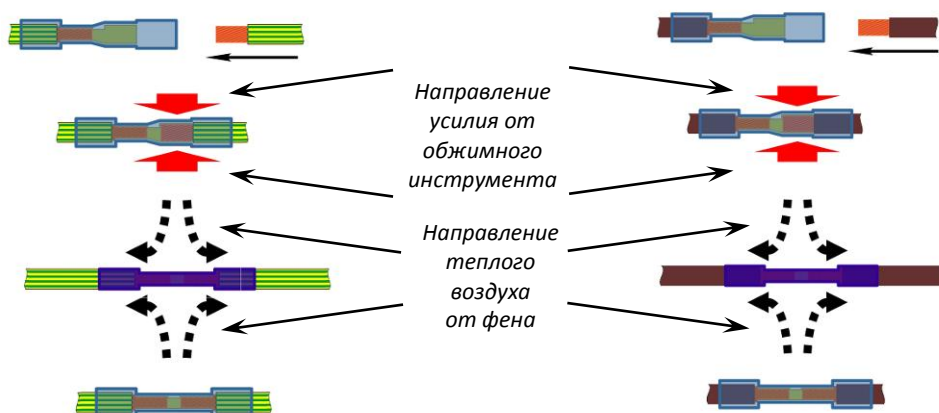 Направление
усилия от
обжимного
инструмента
Направление
теплого
воздуха
от фена